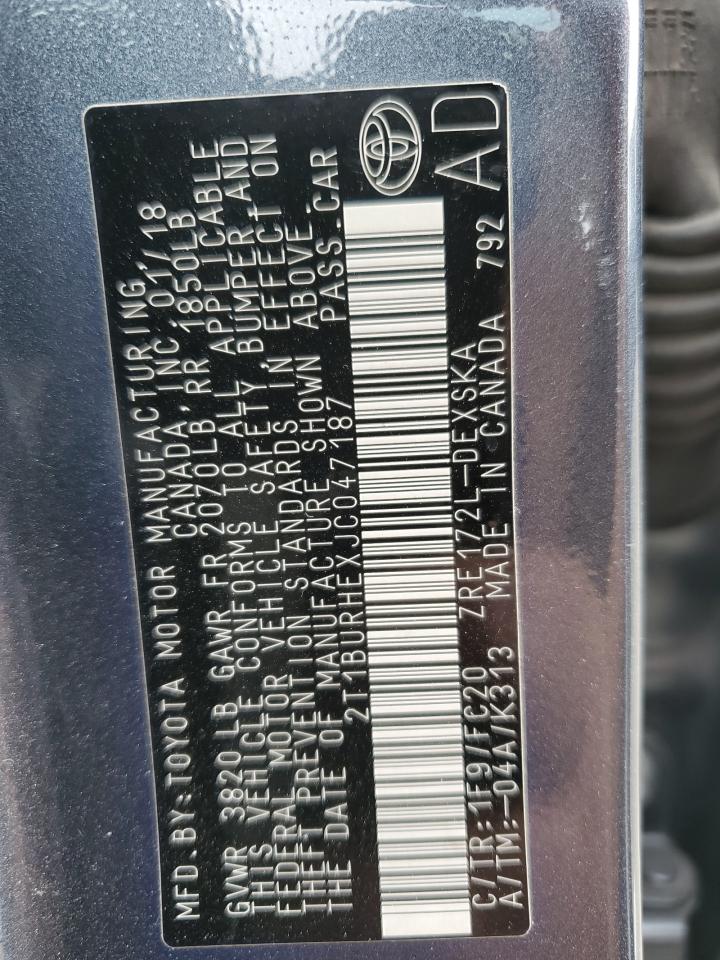 MFD. BY: TOYOTA MOTOR MANUFACTURING
CANADA, INC. 01/18
GVWR 3820 LB GAWR FR 2070LB, RR 1850LB
THIS VEHICLE CONFORMS TO ALL APPLICABLE
FEDERAL MOTOR VEHICLE SAFETY, BUMPER AND
THEFT PREVENTION STANDARDS IN EFFECT ON
THE DATE OF MANUFACTURE SHOWN ABOVE.
2T1BURHEXJC047187 PASS.CAR
C/TR: 1F9/FC20 ZRE172L-DEXSKA
A/TM: -04A/K313 MADE IN CANADA 792
AD